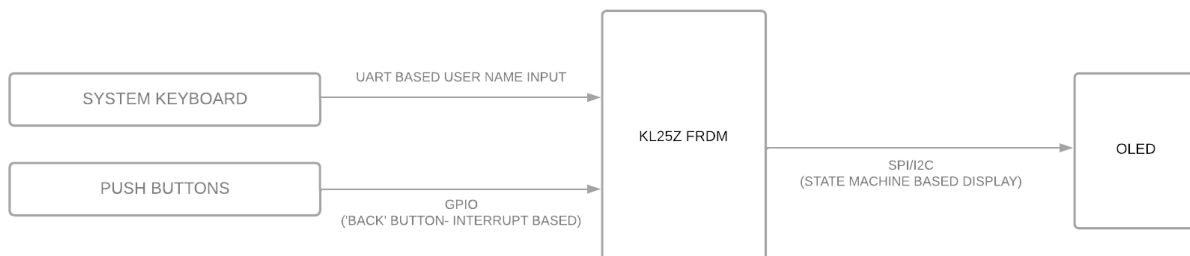 SYSTEM KEYBOARD
UART BASED USER NAME INPUT
PUSH BUTTONS
GPIO
('BACK' BUTTON- INTERRUPT BASED)
KL25Z FRDM
SPI/I2C
(STATE MACHINE BASED DISPLAY)
OLED